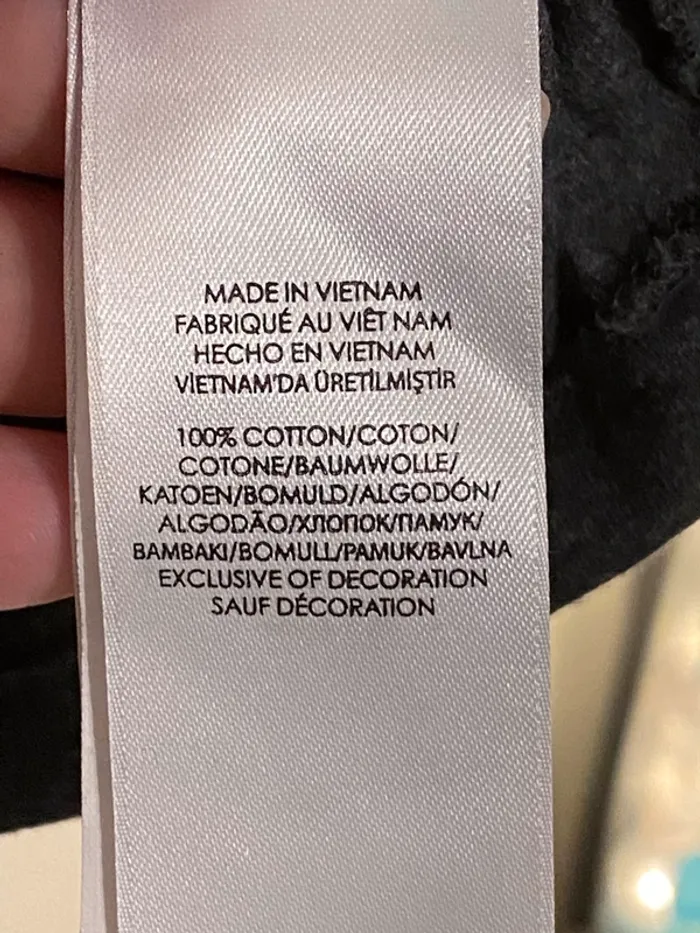 MADE IN VIETNAM
FABRIQUÉ AU VIÊT NAM
HECHO EN VIETNAM
VİETNAM'DA ÜRETİLMİŞTİR
100% COTTON/COTON/
COTONE/BAUMWOLLE/
KATOEN/BOMULD/ALGODÓN/
ALGODÃO/ХЛОПОК/ПАМУК/
BAMBAKI/BOMULL/PAMUK/BAVLNA
EXCLUSIVE OF DECORATION
SAUF DÉCORATION